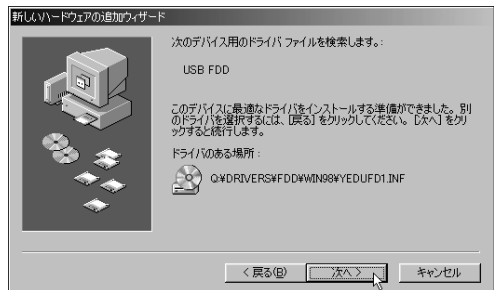 新しいハードウェアの追加ウィザード
次のデバイス用のドライバ ファイルを検索します。:
USB FDD
このデバイスに最適なドライバをインストールする準備ができました。別
のドライバを選択するには、[戻る] をクリックしてください。[次へ] をクリ
ックすると続行します。
ドライバのある場所 :
Q:¥DRIVERS¥FDD¥WIN98¥YEDUFD1.INF
< 戻る(B)
次へ >
キャンセル